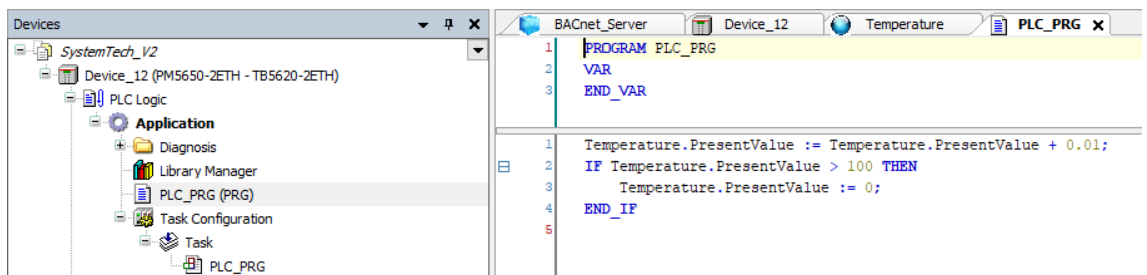 Devices
SystemTech_V2
Device_12 (PM5650-2ETH - TB5620-2ETH)
PLC Logic
Application
Diagnosis
Library Manager
PLC_PRG (PRG)
Task Configuration
Task
PLC_PRG
BACnet_Server Device_12 Temperature PLC_PRG X
1 PROGRAM PLC_PRG
2 VAR
3 END_VAR
1 Temperature.PresentValue := Temperature.PresentValue + 0.01;
2 IF Temperature.PresentValue > 100 THEN
3 Temperature.PresentValue := 0;
4 END_IF
5